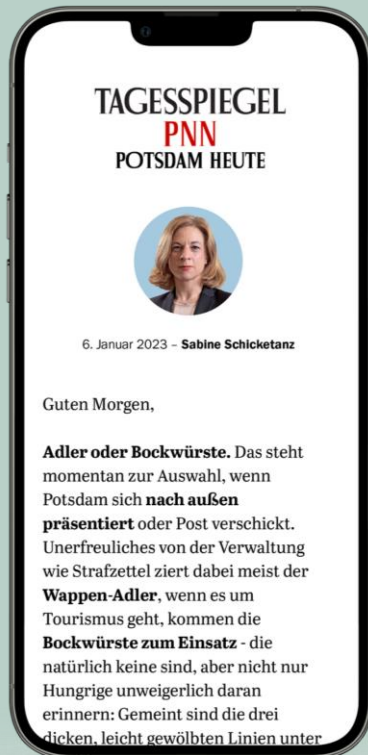 TAGESSPIEGEL
PNN
POTSDAM HEUTE
6. Januar 2023 – Sabine Schicketanz
Guten Morgen,
Adler oder Bockwürste. Das steht
momentan zur Auswahl, wenn
Potsdam sich nach außen
präsentiert oder Post verschickt.
Unerfreuliches von der Verwaltung
wie Strafzettel ziert dabei meist der
Wappen-Adler, wenn es um
Tourismus geht, kommen die
Bockwürste zum Einsatz - die
natürlich keine sind, aber nicht nur
Hungrige unweigerlich daran
erinnern: Gemeint sind die drei
dicken, leicht gewölbten Linien unter